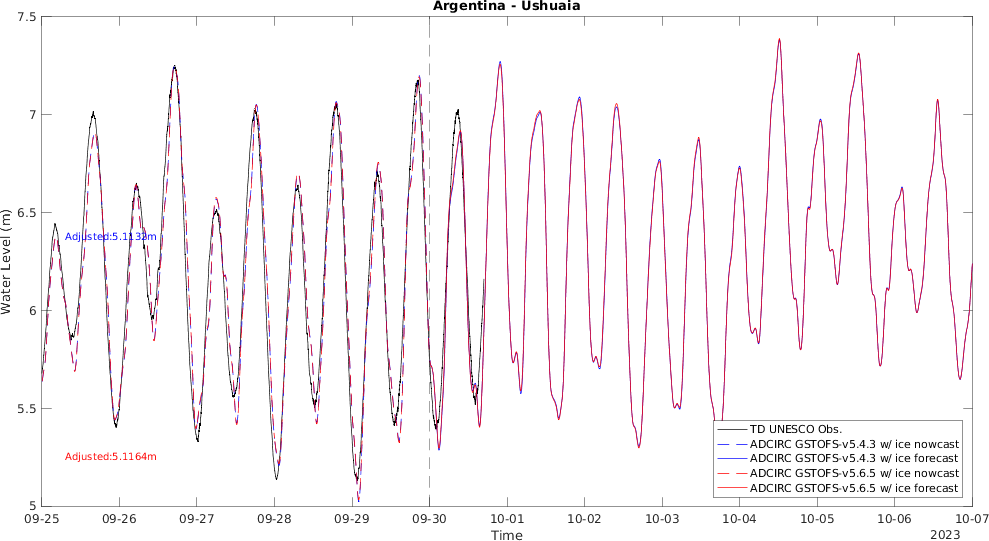 Argentina - Ushuaia
7.5
7
6.5
6
5.5
5
Water Level (m)
Adjusted:5.1132m
Adjusted:5.1164m
TD UNESCO Obs.
ADCIRC GSTOFS-v5.4.3 w/ ice nowcast
ADCIRC GSTOFS-v5.4.3 w/ ice forecast
ADCIRC GSTOFS-v5.6.5 w/ ice nowcast
ADCIRC GSTOFS-v5.6.5 w/ ice forecast
09-25 09-26 09-27 09-28 09-29 09-30 10-01 10-02 10-03 10-04 10-05 10-06 10-07
Time
2023